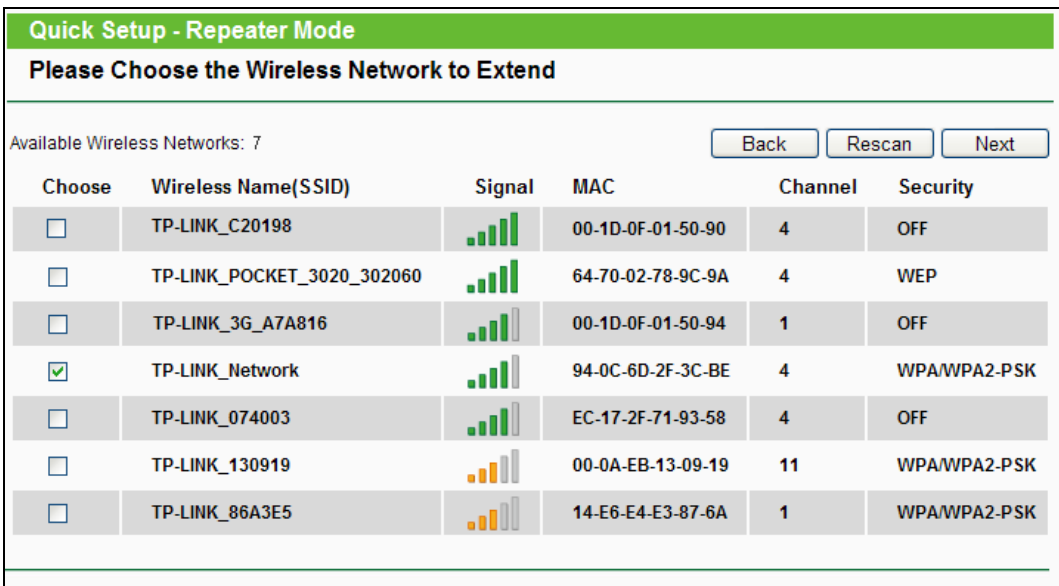 Quick Setup - Repeater Mode
Please Choose the Wireless Network to Extend
Available Wireless Networks: 7 Back Rescan Next
Choose Wireless Name(SSID) Signal MAC Channel Security
TP-LINK_C20198 00-1D-0F-01-50-90 4 OFF
TP-LINK_POCKET_3020_302060 64-70-02-78-9C-9A 4 WEP
TP-LINK_3G_A7A816 00-1D-0F-01-50-94 1 OFF
TP-LINK_Network 94-0C-6D-2F-3C-BE 4 WPA/WPA2-PSK
TP-LINK_074003 EC-17-2F-71-93-58 4 OFF
TP-LINK_130919 00-0A-EB-13-09-19 11 WPA/WPA2-PSK
TP-LINK_86A3E5 14-E6-E4-E3-87-6A 1 WPA/WPA2-PSK